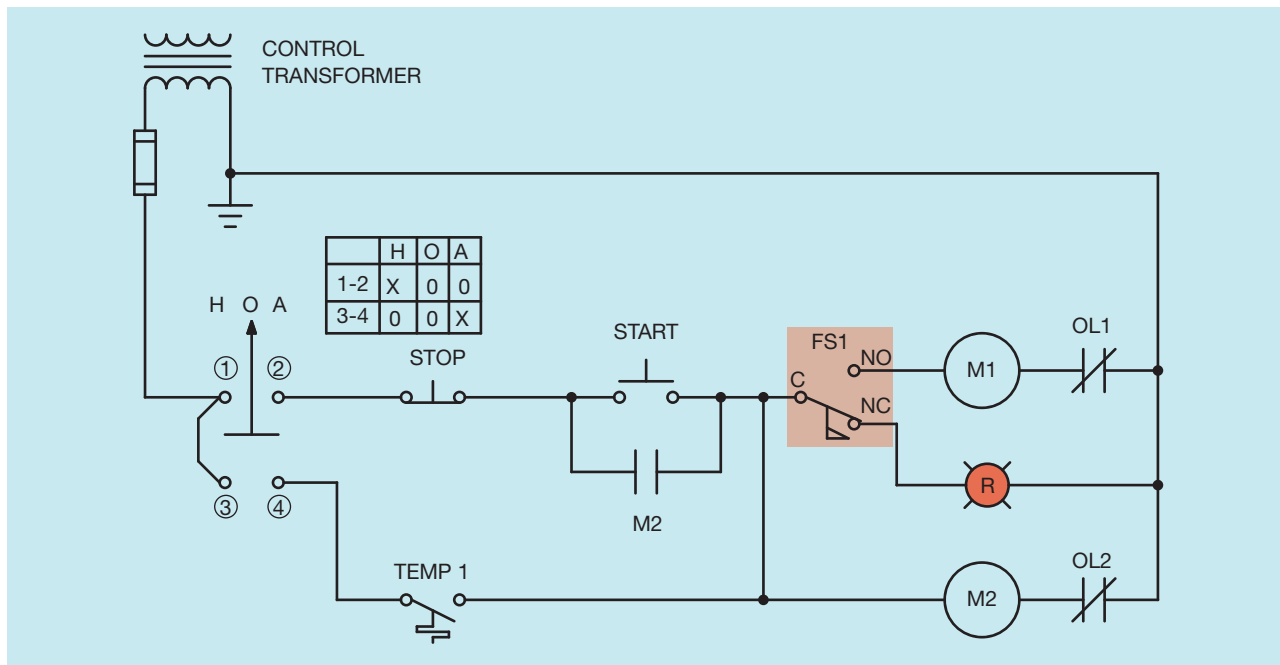 CONTROL
TRANSFORMER
H O A
1-2 X 0 0
3-4 0 0 X
H O A
① ②
③ ④
STOP
START
M2
TEMP 1
FS1
C
NO
NC
M1
OL1
R
M2
OL2